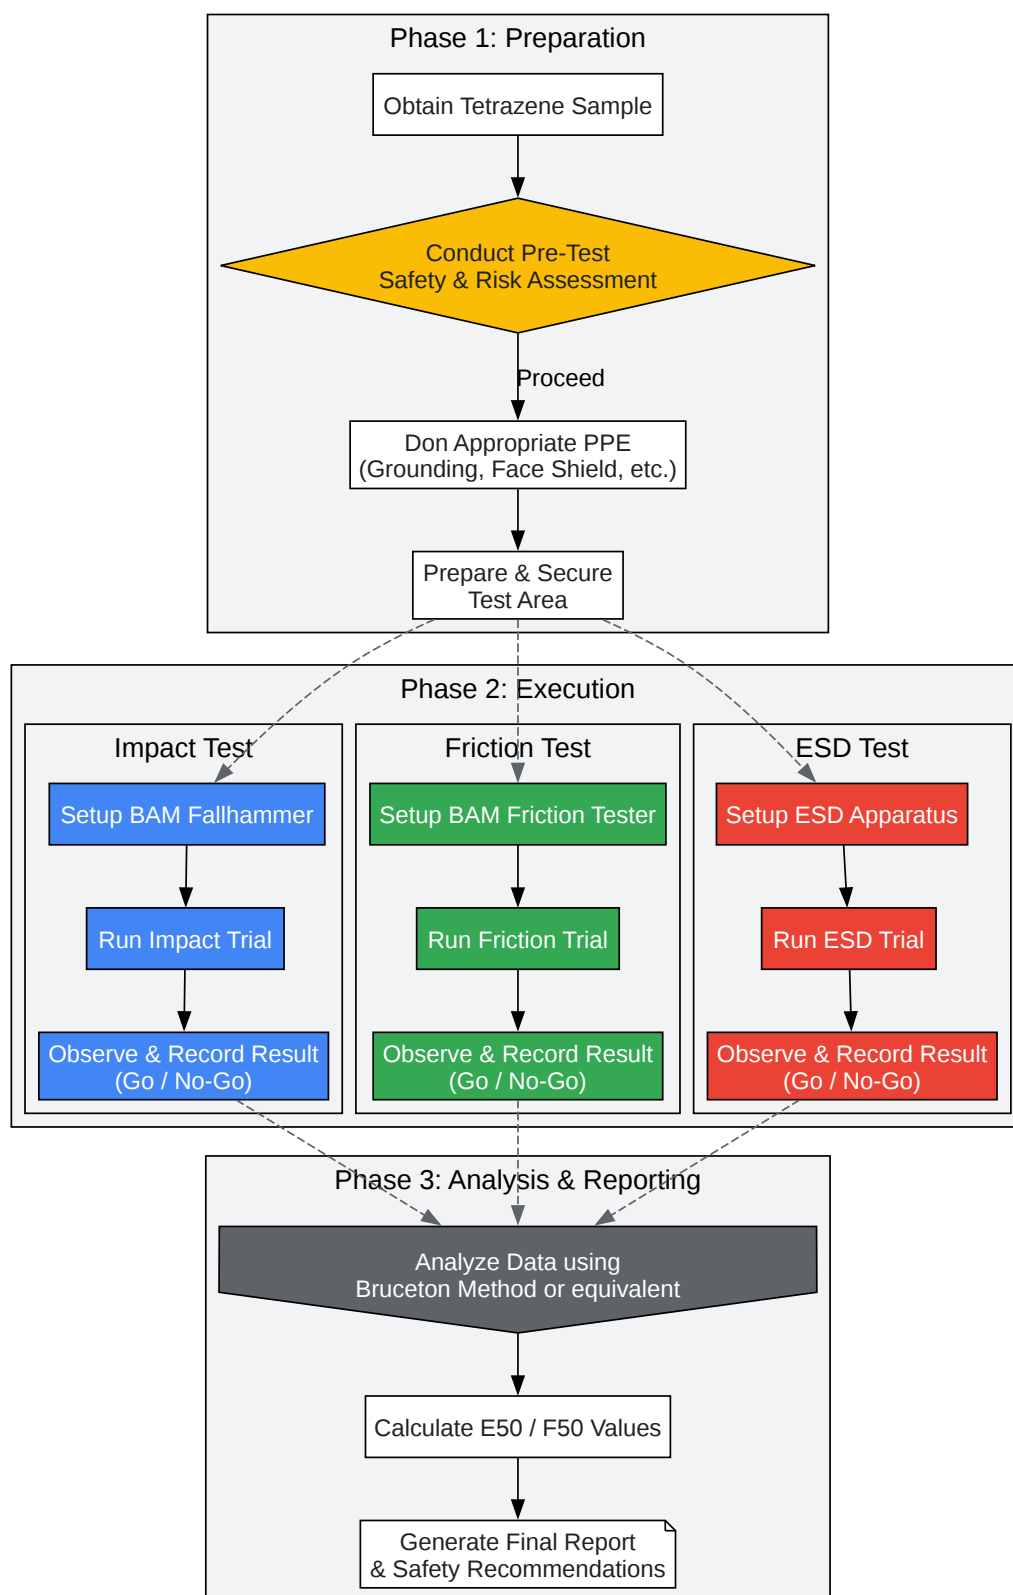 Phase 1: Preparation
Obtain Tetrazene Sample
Conduct Pre-Test
Safety & Risk Assessment
Proceed
Don Appropriate PPE
(Grounding, Face Shield, etc.)
Prepare & Secure
Test Area
Phase 2: Execution
Impact Test
Setup BAM Fallhammer
Run Impact Trial
Observe & Record Result
(Go / No-Go)
Friction Test
Setup BAM Friction Tester
Run Friction Trial
Observe & Record Result
(Go / No-Go)
ESD Test
Setup ESD Apparatus
Run ESD Trial
Observe & Record Result
(Go / No-Go)
Phase 3: Analysis & Reporting
Analyze Data using
Bruceton Method or equivalent
Calculate E50 / F50 Values
Generate Final Report
& Safety Recommendations